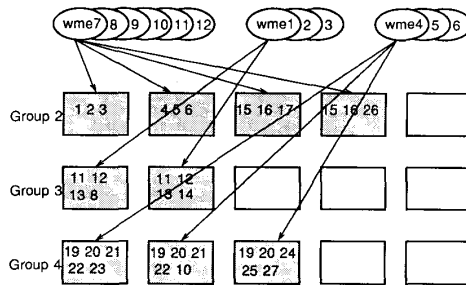 wme7 8 9 10 11 12 wme1 2 3 wme4 5 6
Group 2 1 2 3 4 5 6 15 16 17 15 16 26
Group 3 11 12 11 12
13 8 13 14
Group 4 19 20 21 19 20 21 19 20 24
22 23 22 10 25 27